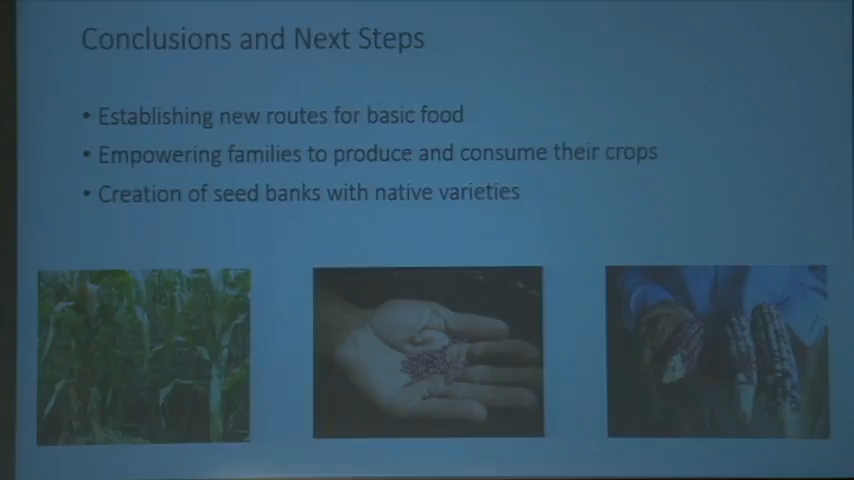 Conclusions and Next Steps
• Establishing new routes for basic food
• Empowering families to produce and consume their crops
• Creation of seed banks with native varieties